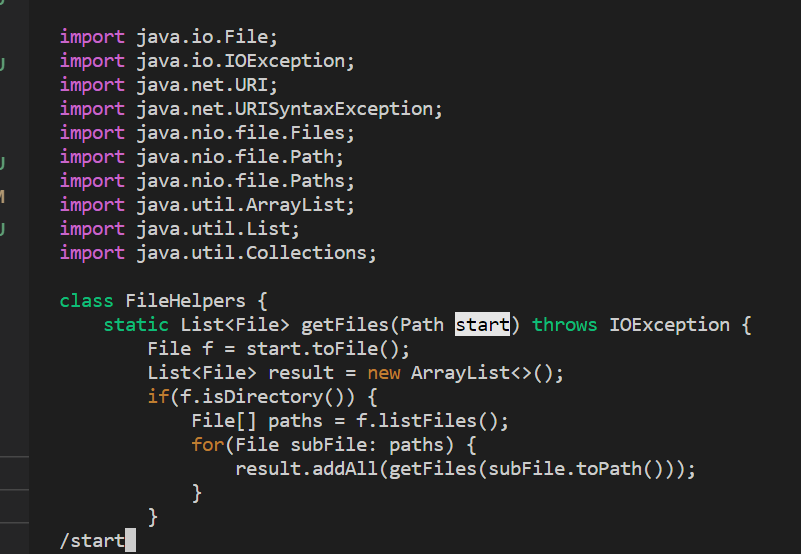 import java.io.File;
import java.io.IOException;
import java.net.URI;
import java.net.URISyntaxException;
import java.nio.file.Files;
import java.nio.file.Path;
import java.nio.file.Paths;
import java.util.ArrayList;
import java.util.List;
import java.util.Collections;

class FileHelpers {
    static List<File> getFiles(Path start) throws IOException {
        File f = start.toFile();
        List<File> result = new ArrayList<>();
        if(f.isDirectory()) {
            File[] paths = f.listFiles();
            for(File subFile: paths) {
                result.addAll(getFiles(subFile.toPath()));
            }
        }
/start